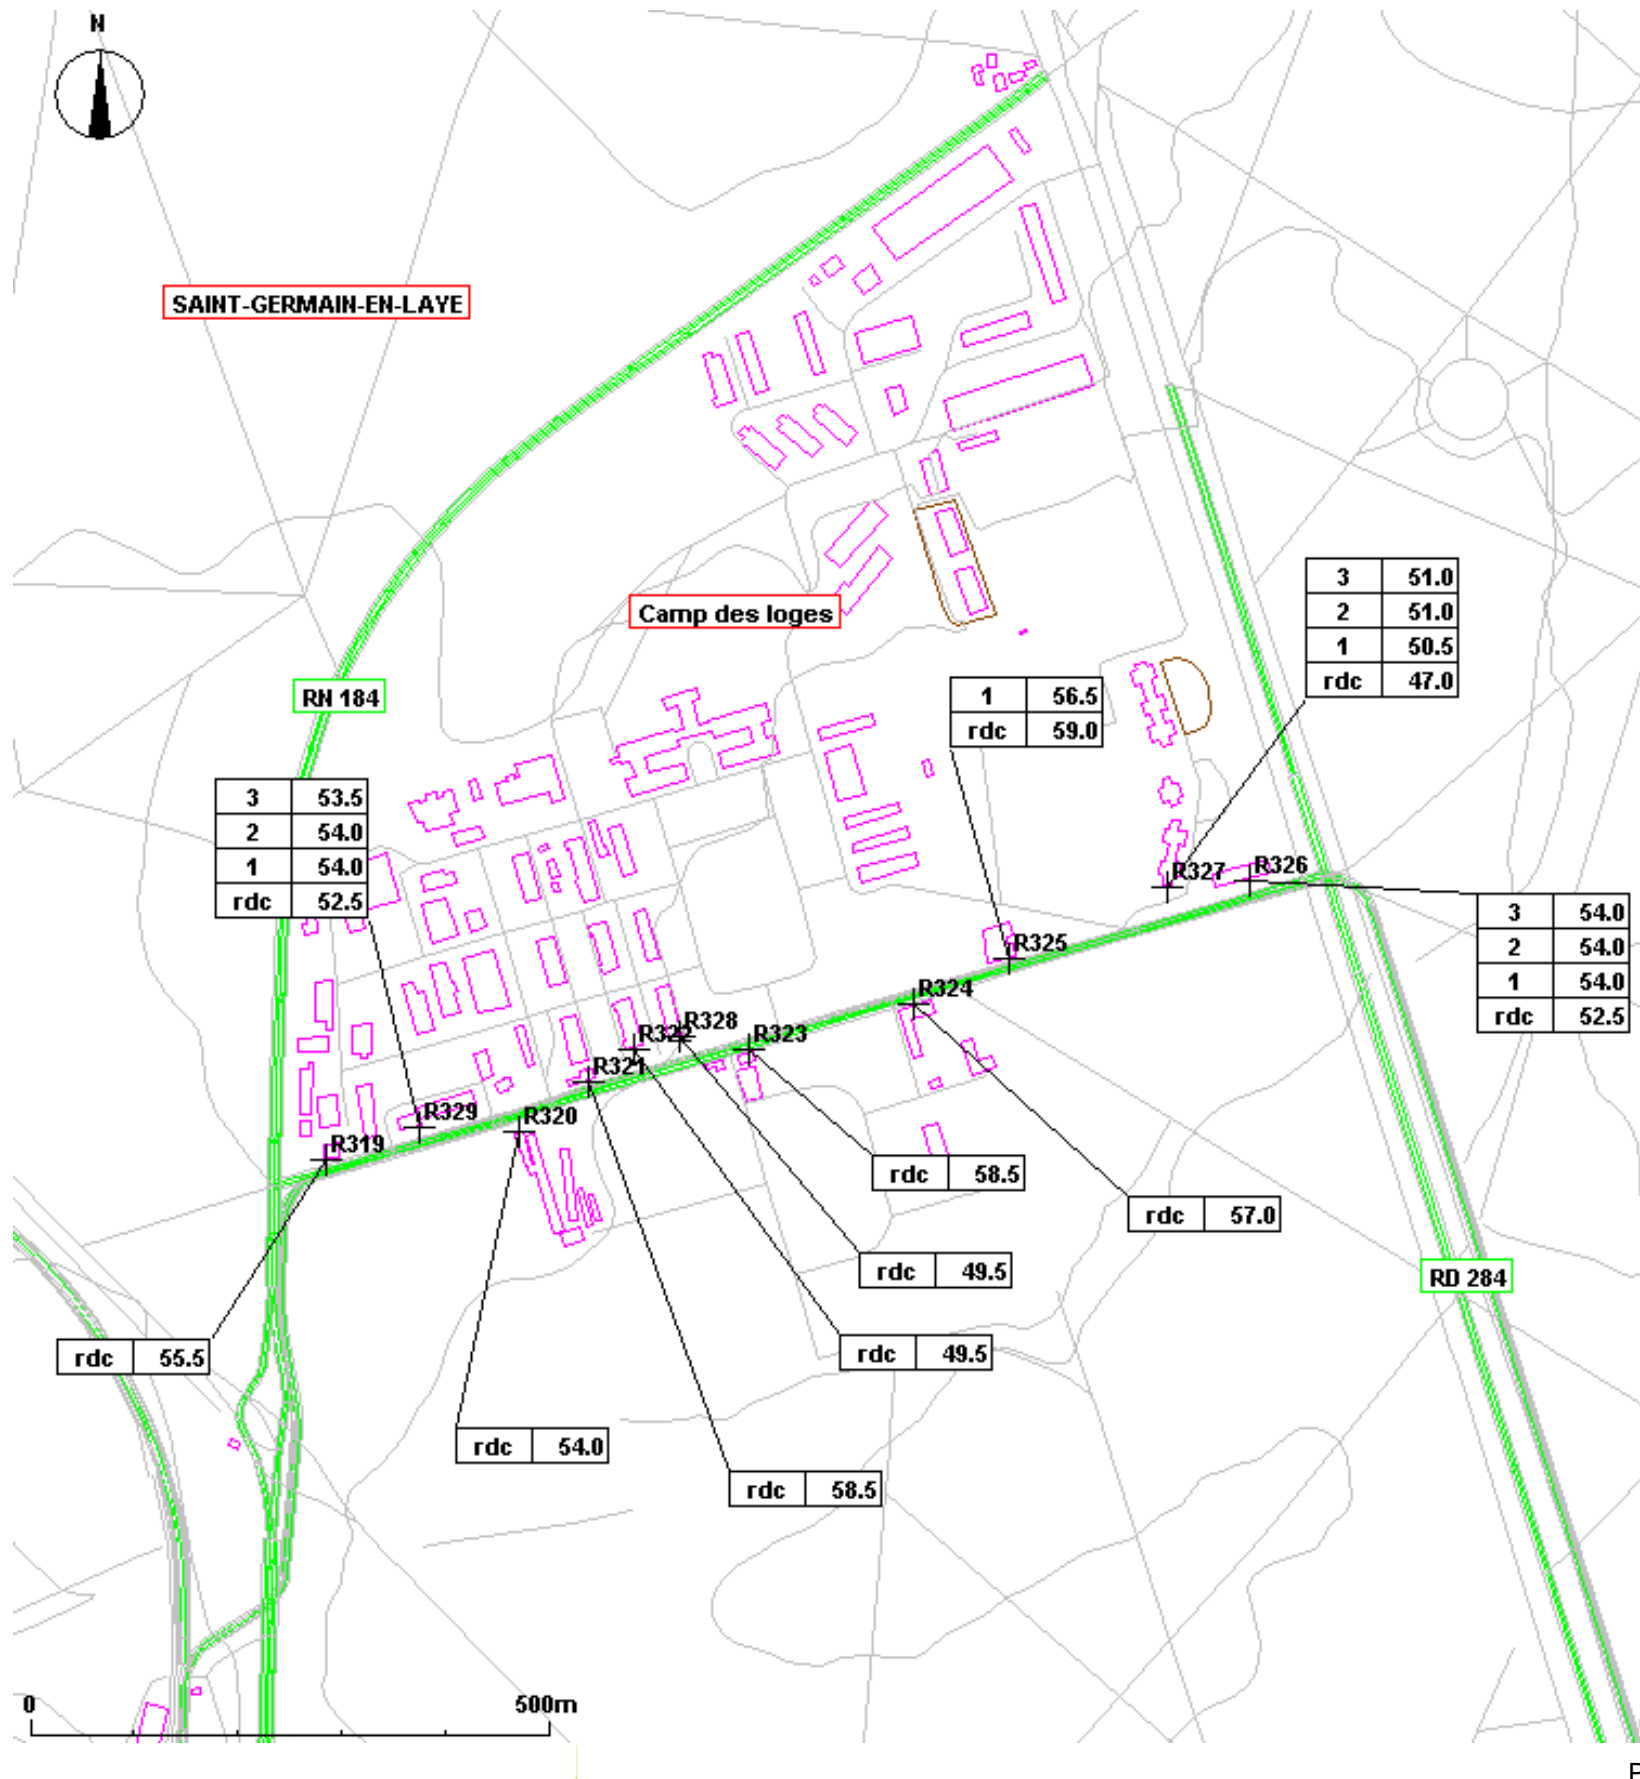 N
SAINT-GERMAIN-EN-LAYE
3 51.0
2 51.0
1 50.5
rdc 47.0
Camp des loges
RN 184
1 56.5
rdc 59.0
3 53.5
2 54.0
1 54.0
rdc 52.5
R327
R326
3 54.0
2 54.0
1 54.0
rdc 52.5
R325
R324
R328
R322
R323
R321
R329
R320
R319
rdc 58.5
rdc 57.0
rdc 49.5
RD 284
rdc 49.5
rdc 55.5
rdc 54.0
rdc 58.5
0 500m